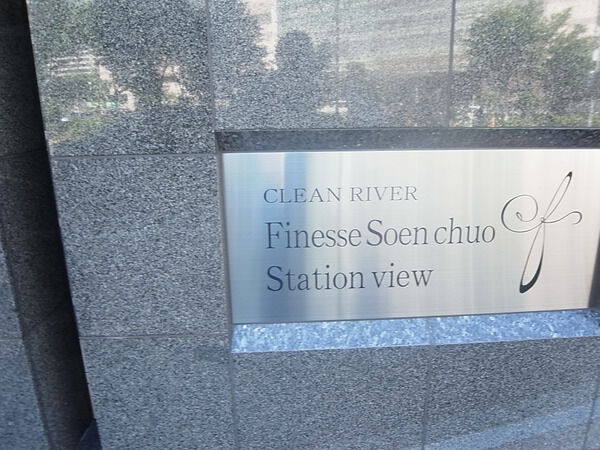 CLEAN RIVER
Finesse Soen chuo
Station view